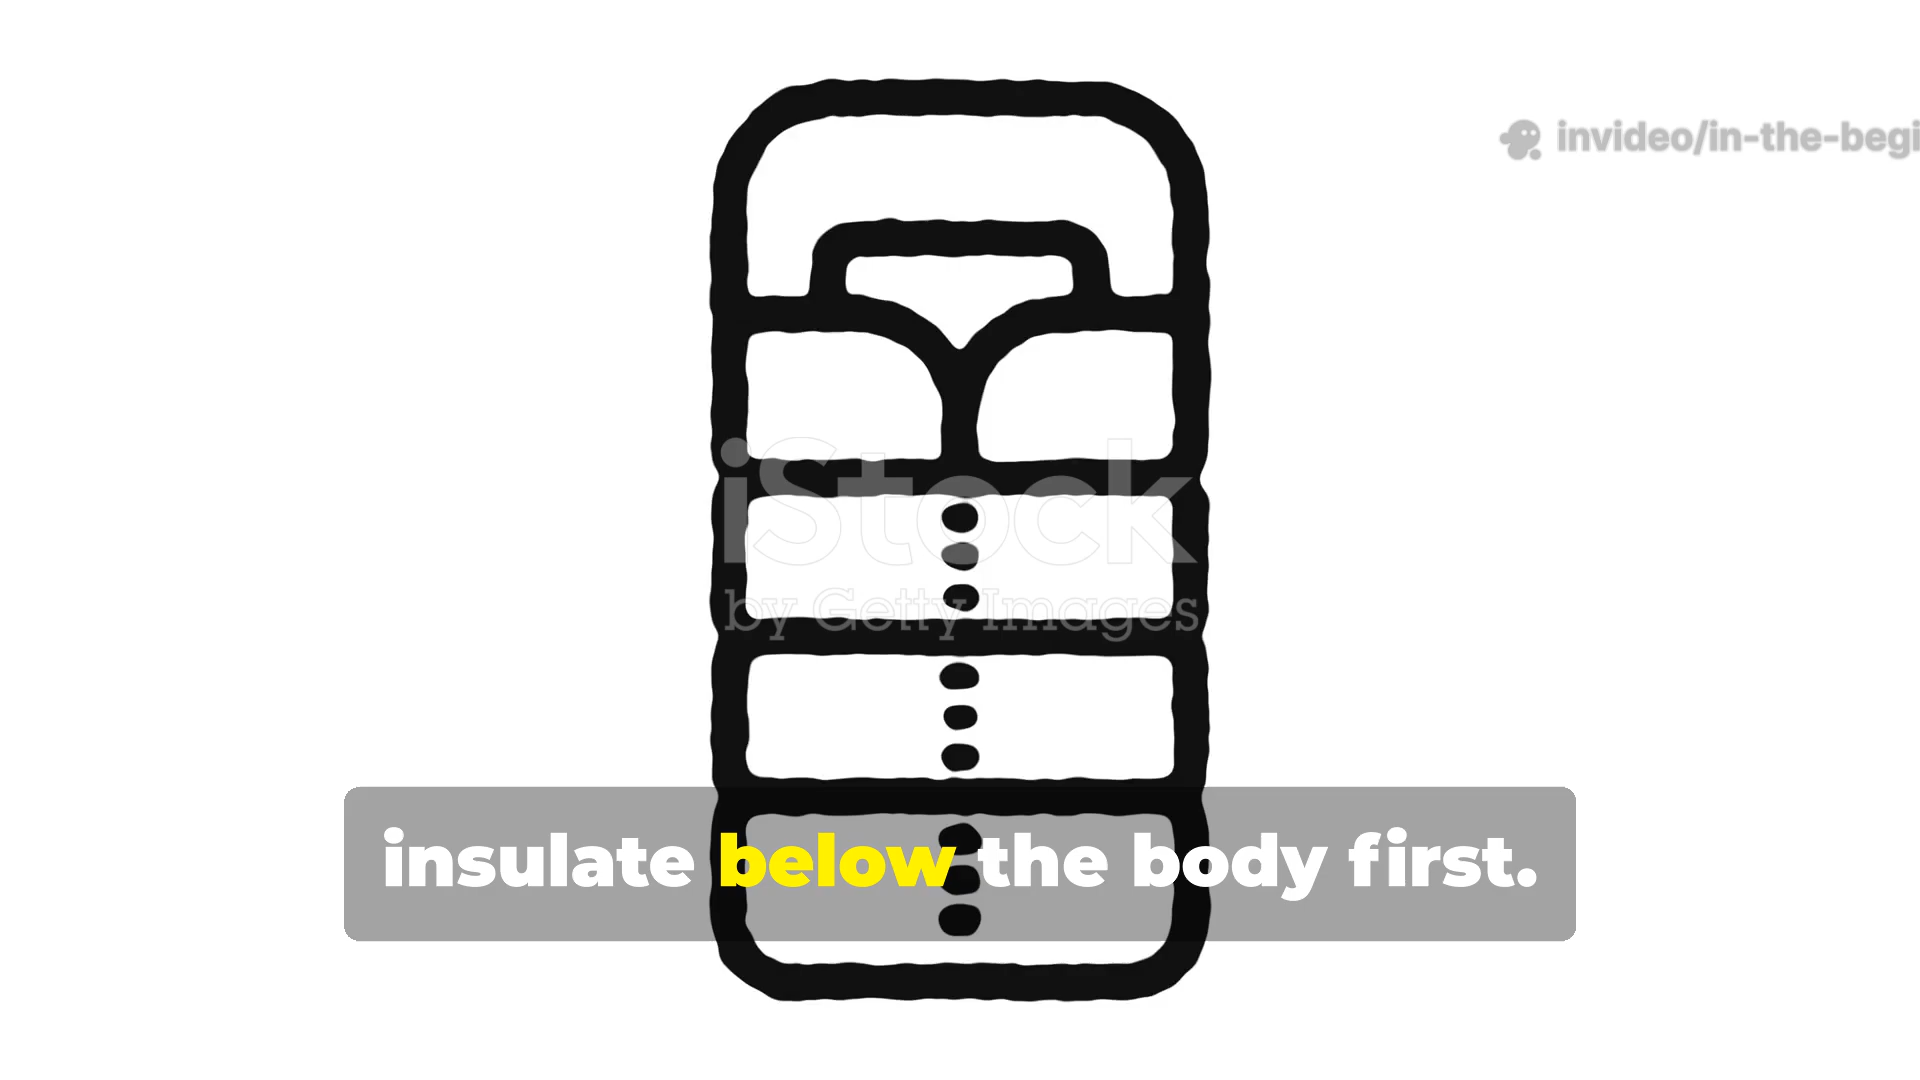 invideo/in-the-begi
iStock
by Getty Images
insulate below the body first.